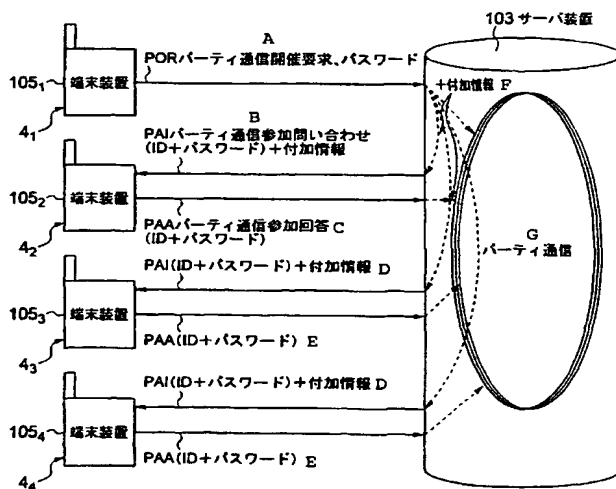 A
POR パーティ通信開催要求、パスワード
103 サーバ装置
105₁
端末装置
4₁
+付加情報 F
B
PAI パーティ通信参加問い合わせ
(ID+パスワード)+付加情報
105₂
端末装置
4₂
PAA パーティ通信参加回答 C
(ID+パスワード)
G
パーティ通信
PAI(ID+パスワード)+付加情報 D
105₃
端末装置
4₃
PAA(ID+パスワード) E
PAI(ID+パスワード)+付加情報 D
105₄
端末装置
4₄
PAA(ID+パスワード) E